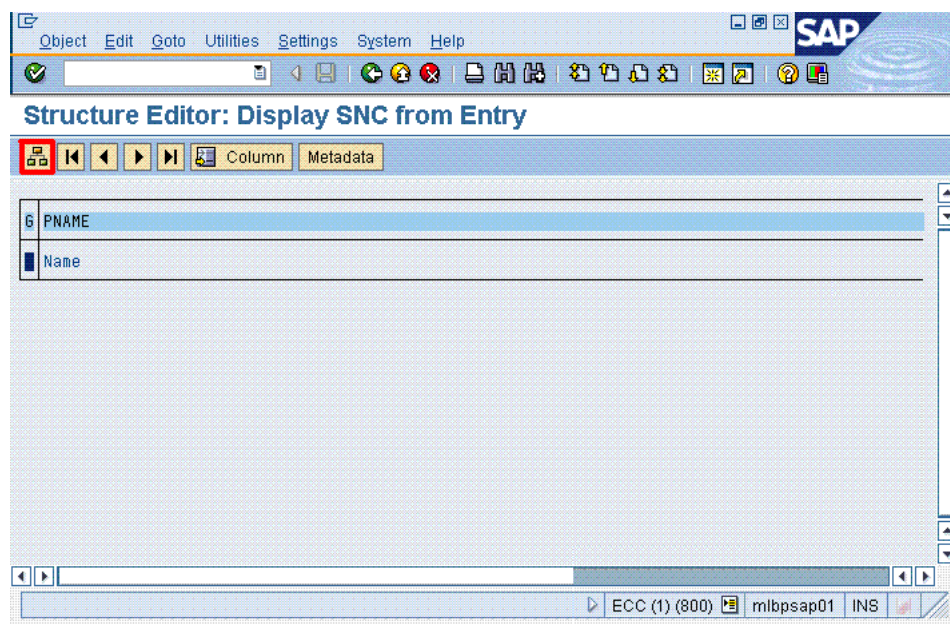 Object Edit Goto Utilities Settings System Help
SAP
Structure Editor: Display SNC from Entry
Column Metadata
G PNAME
Name
ECC (1) (800) mlbpsap01 INS